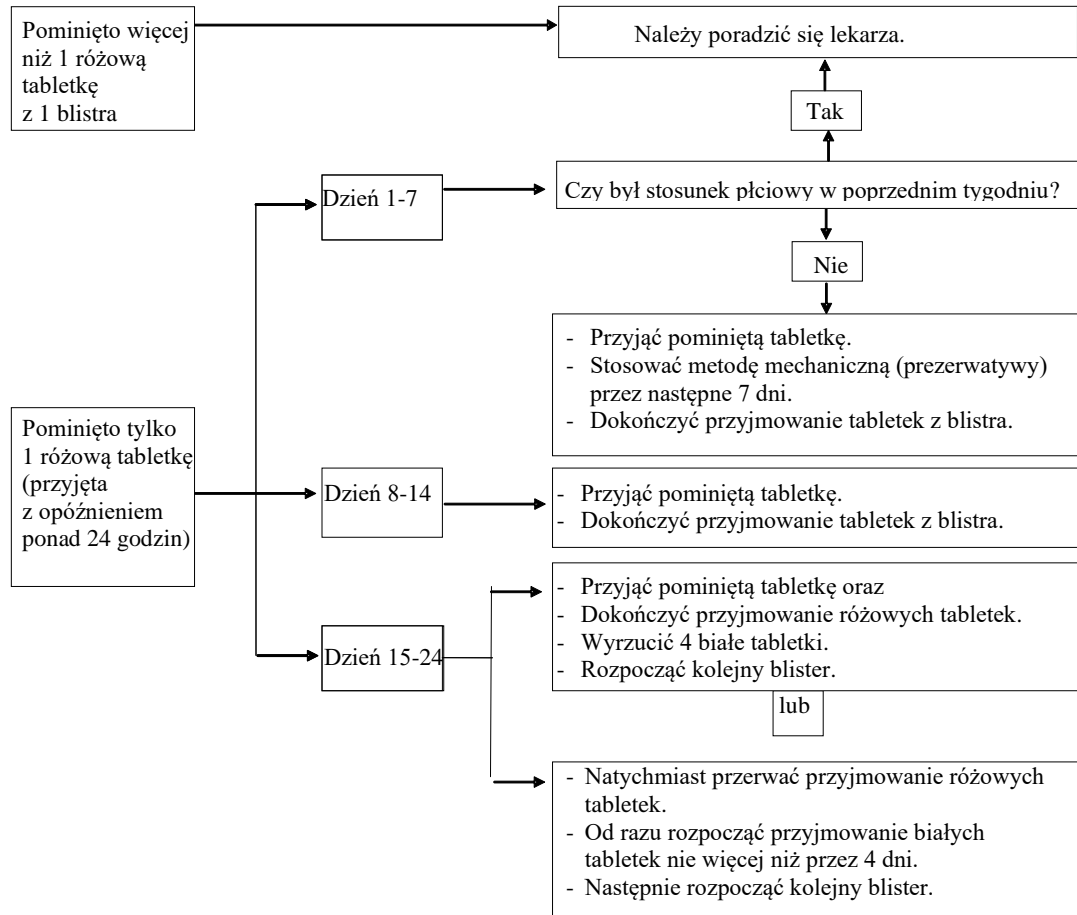 Pominięto więcej
niż 1 różową
tabletkę
z 1 blistra
Należy poradzić się lekarza.
Tak
Dzień 1-7
Czy był stosunek płciowy w poprzednim tygodniu?
Nie
- Przyjąć pominiętą tabletkę.
- Stosować metodę mechaniczną (prezerwatywy)
przez następne 7 dni.
- Dokończyć przyjmowanie tabletek z blistra.
Pominięto tylko
1 różową tabletkę
(przyjęta
z opóźnieniem
ponad 24 godzin)
Dzień 8-14
- Przyjąć pominiętą tabletkę.
- Dokończyć przyjmowanie tabletek z blistra.
Dzień 15-24
- Przyjąć pominiętą tabletkę oraz
- Dokończyć przyjmowanie różowych tabletek.
- Wyrzucić 4 białe tabletki.
- Rozpocząć kolejny blister.
lub
- Natychmiast przerwać przyjmowanie różowych
tabletek.
- Od razu rozpocząć przyjmowanie białych
tabletek nie więcej niż przez 4 dni.
- Następnie rozpocząć kolejny blister.